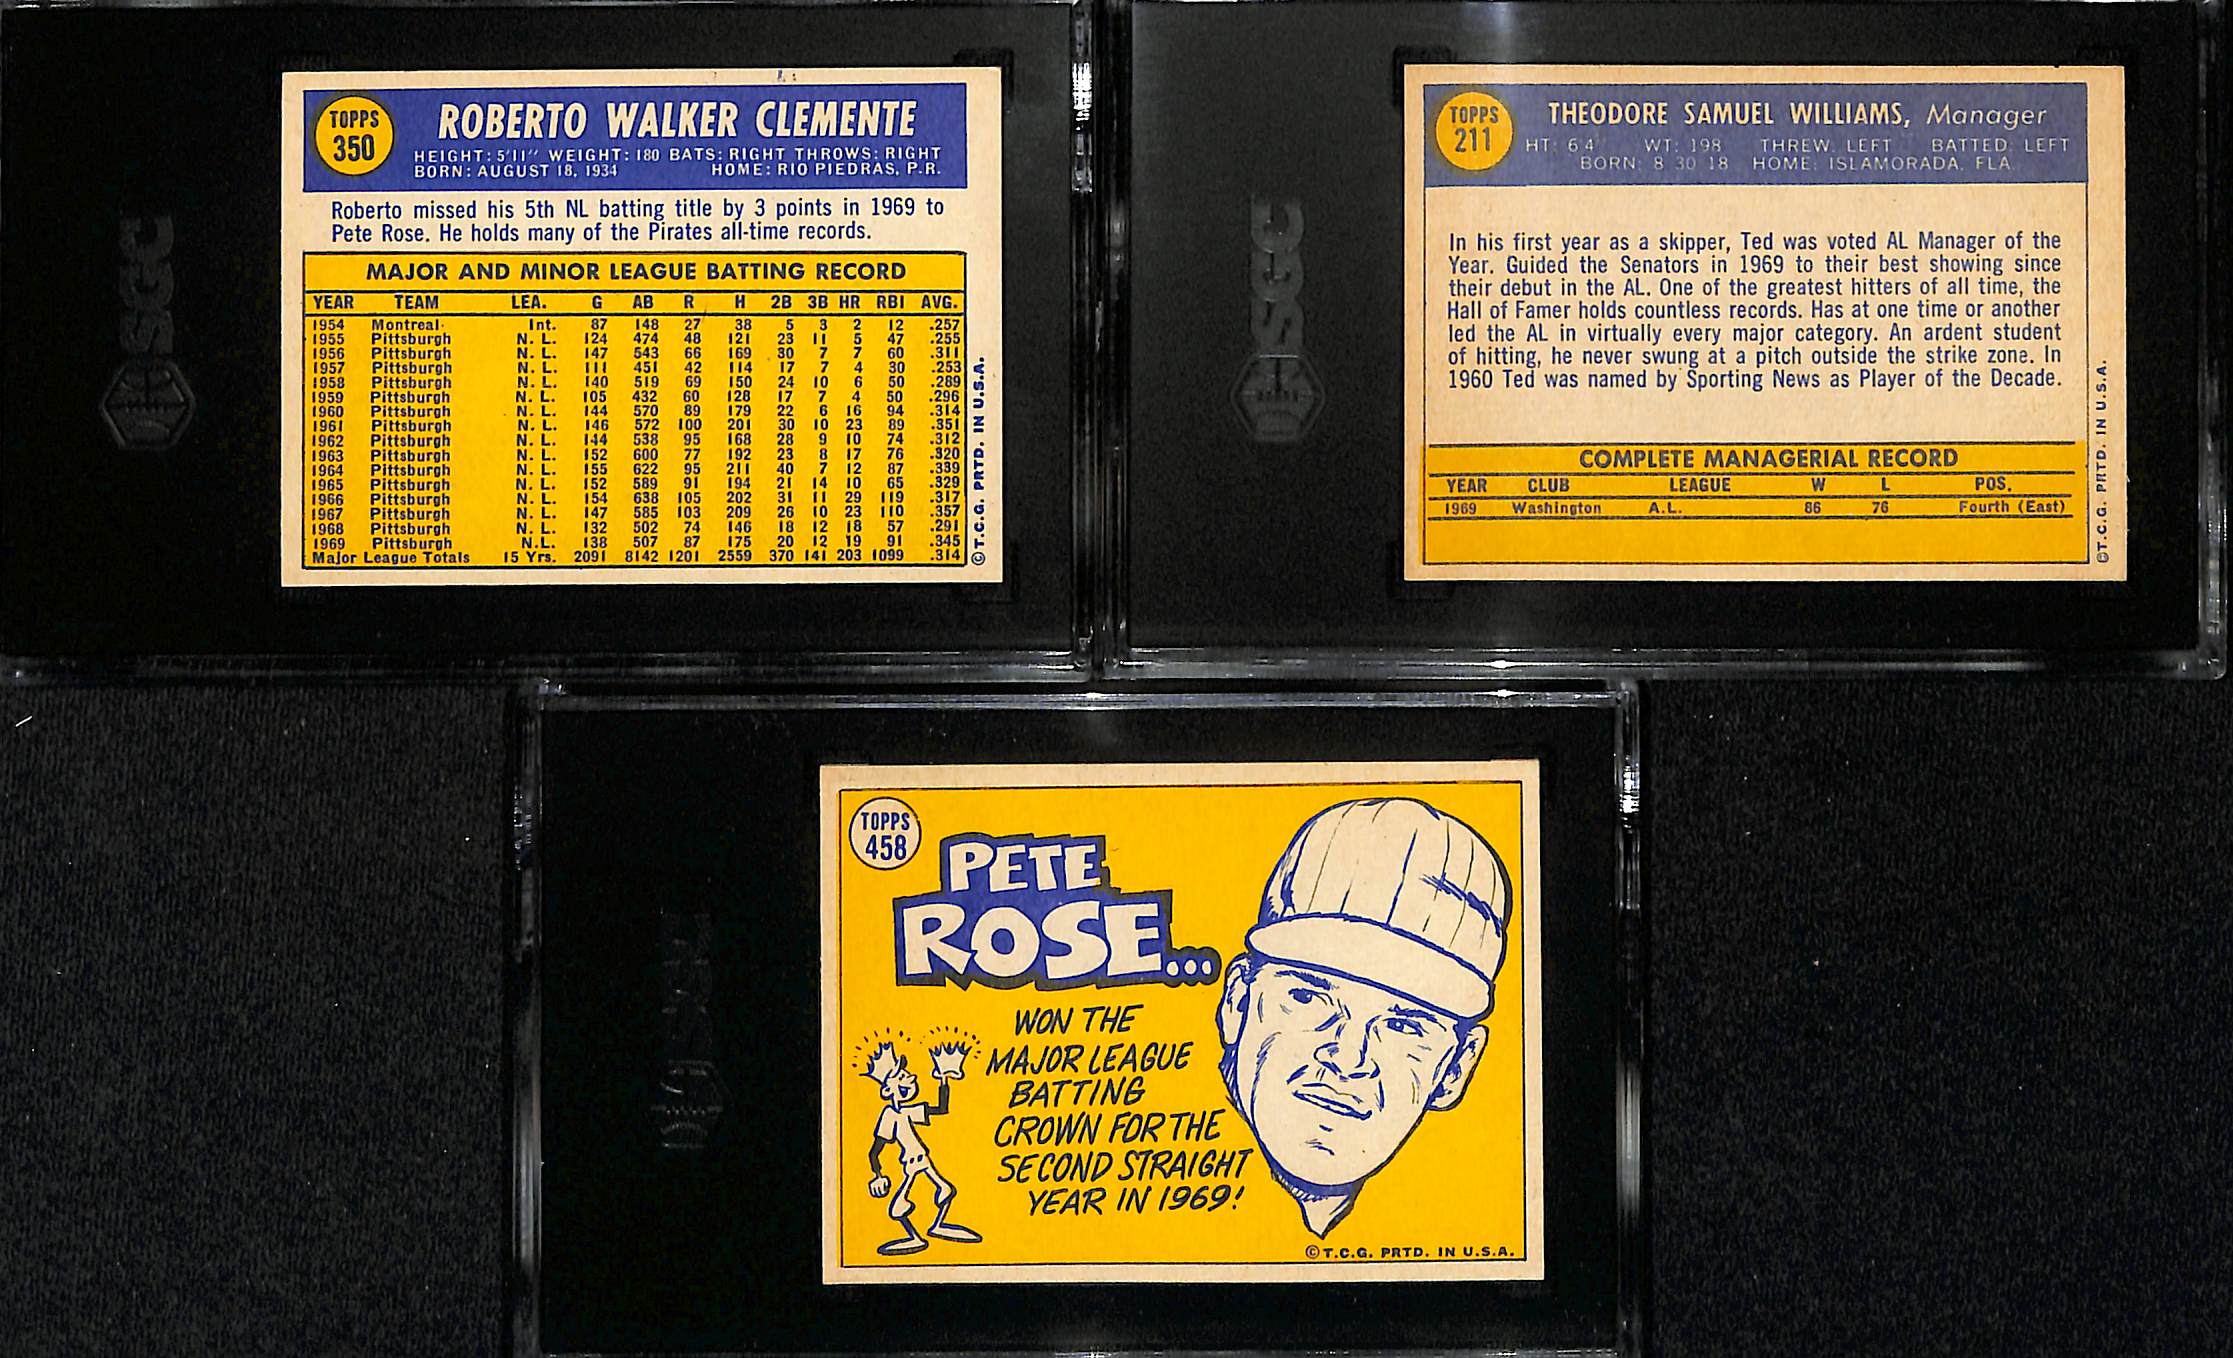 TOPPS
350
ROBERTO WALKER CLEMENTE
HEIGHT: 5'11" WEIGHT: 180 BATS: RIGHT THROWS: RIGHT
BORN: AUGUST 18, 1934 HOME: RIO PIEDRAS, P.R.
Roberto missed his 5th NL batting title by 3 points in 1969 to
Pete Rose. He holds many of the Pirates all-time records.
MAJOR AND MINOR LEAGUE BATTING RECORD
YEAR TEAM LEA. G AB R H 2B 3B HR RBI AVG.
1954 Montreal Int. 87 148 27 38 5 3 2 12 .257
1955 Pittsburgh N. L. 124 474 48 121 23 11 5 47 .255
1956 Pittsburgh N. L. 147 543 66 169 30 7 7 60 .311
1957 Pittsburgh N. L. 111 451 42 114 17 7 4 30 .253
1958 Pittsburgh N. L. 140 519 69 150 24 10 6 50 .289
1959 Pittsburgh N. L. 105 432 60 128 17 7 4 50 .296
1960 Pittsburgh N. L. 144 570 89 179 22 6 16 94 .314
1961 Pittsburgh N. L. 146 572 100 201 30 10 23 89 .351
1962 Pittsburgh N. L. 144 538 95 168 28 9 10 74 .312
1963 Pittsburgh N. L. 152 600 77 192 23 8 17 76 .320
1964 Pittsburgh N. L. 155 622 95 211 40 7 12 87 .339
1965 Pittsburgh N. L. 152 589 91 194 21 14 10 65 .329
1966 Pittsburgh N. L. 154 638 105 202 31 11 29 119 .317
1967 Pittsburgh N. L. 147 585 103 209 26 10 23 110 .357
1968 Pittsburgh N. L. 132 502 74 146 18 12 18 57 .291
1969 Pittsburgh N.L. 138 507 87 175 20 12 19 91 .345
Major League Totals 15 Yrs. 2091 8142 1201 2559 370 141 203 1099 .314
©T.C.G. PRTD. IN U.S.A.
SGC
TOPPS
211
THEODORE SAMUEL WILLIAMS, Manager
HT: 6 4 WT: 198 THREW: LEFT BATTED: LEFT
BORN: 8 30 18 HOME: ISLAMORADA, FLA.
In his first year as a skipper, Ted was voted AL Manager of the
Year. Guided the Senators in 1969 to their best showing since
their debut in the AL. One of the greatest hitters of all time, the
Hall of Famer holds countless records. Has at one time or another
led the AL in virtually every major category. An ardent student
of hitting, he never swung at a pitch outside the strike zone. In
1960 Ted was named by Sporting News as Player of the Decade.
COMPLETE MANAGERIAL RECORD
YEAR CLUB LEAGUE W L POS.
1969 Washington A.L. 86 76 Fourth (East)
©T.C.G. PRTD. IN U.S.A.
SGC
TOPPS
458
PETE
ROSE...
WON THE
MAJOR LEAGUE
BATTING
CROWN FOR THE
SECOND STRAIGHT
YEAR IN 1969!
©T.C.G. PRTD. IN U.S.A.
SGC